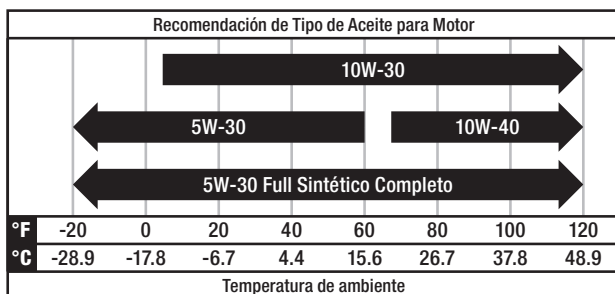 Recomendación de Tipo de Aceite para Motor
10W-30
5W-30 10W-40
5W-30 Full Sintético Completo
°F -20 0 20 40 60 80 100 120
°C -28.9 -17.8 -6.7 4.4 15.6 26.7 37.8 48.9
Temperatura de ambiente